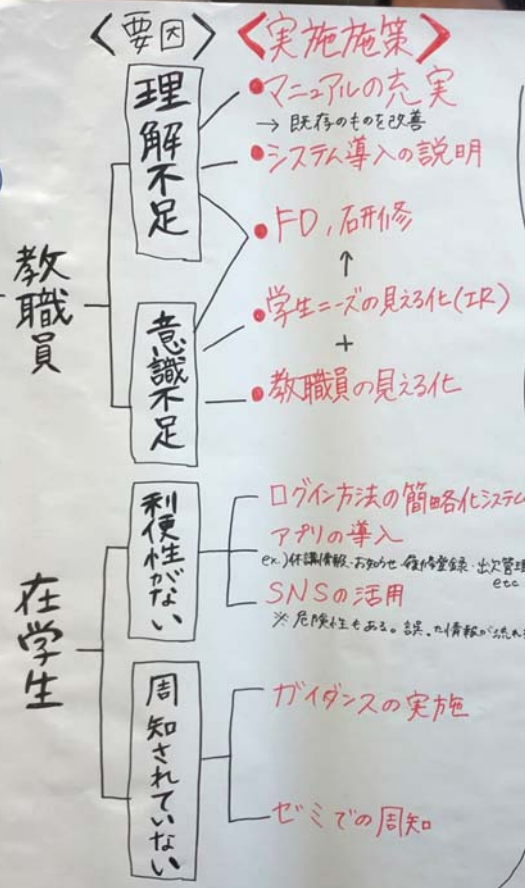 〈要因〉 〈実施施策〉
教職員
理解不足
・マニュアルの充実
→ 既存のものを改善
・システム導入の説明
・FD,研修
↑
意識不足
・学生ニーズの見える化(IR)
+
・教職員の見える化
在学生
利便性がない
ログイン方法の簡略化システム
アプリの導入
ex.)休講情報・お知らせ・履修登録・出欠管理
etc
SNSの活用
※危険性もある。誤った情報が流れ
周知されていない
ガイダンスの実施
ゼミでの周知